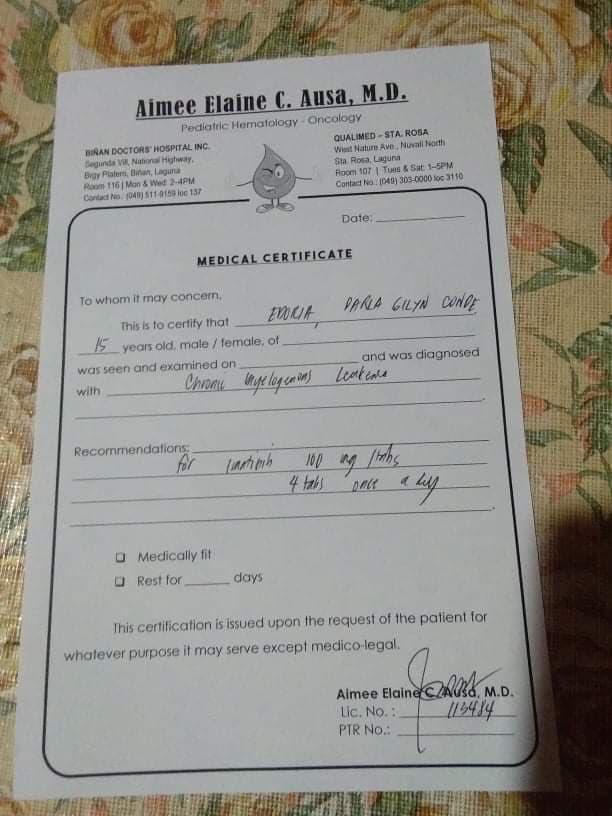 Aimee Elaine C. Ausa, M.D.
Pediatric Hematology - Oncology
BIÑAN DOCTORS' HOSPITAL INC.
Segunda Vill, National Highway,
Brgy Platero, Biñan, Laguna
Room 116 | Mon & Wed: 2-4PM
Contact No.: (049) 511-9159 loc 137
QUALIMED - STA. ROSA
West Nature Ave., Nuvali North
Sta. Rosa, Laguna
Room 107 | Tues & Sat: 1-5PM
Contact No.: (049) 303-0000 loc 3110
Date:
MEDICAL CERTIFICATE
To whom it may concern,
This is to certify that EDORIA, PARLA GILYN CONDE
15 years old, male / female, of
was seen and examined on and was diagnosed
with Chronic Myelogenous Leukemia
Recommendations:
for Imatinib 100 mg /tabs
4 tabs once a day
Medically fit
Rest for days
This certification is issued upon the request of the patient for
whatever purpose it may serve except medico-legal.
Aimee Elaine C. Ausa, M.D.
Lic. No.: 113484
PTR No.: